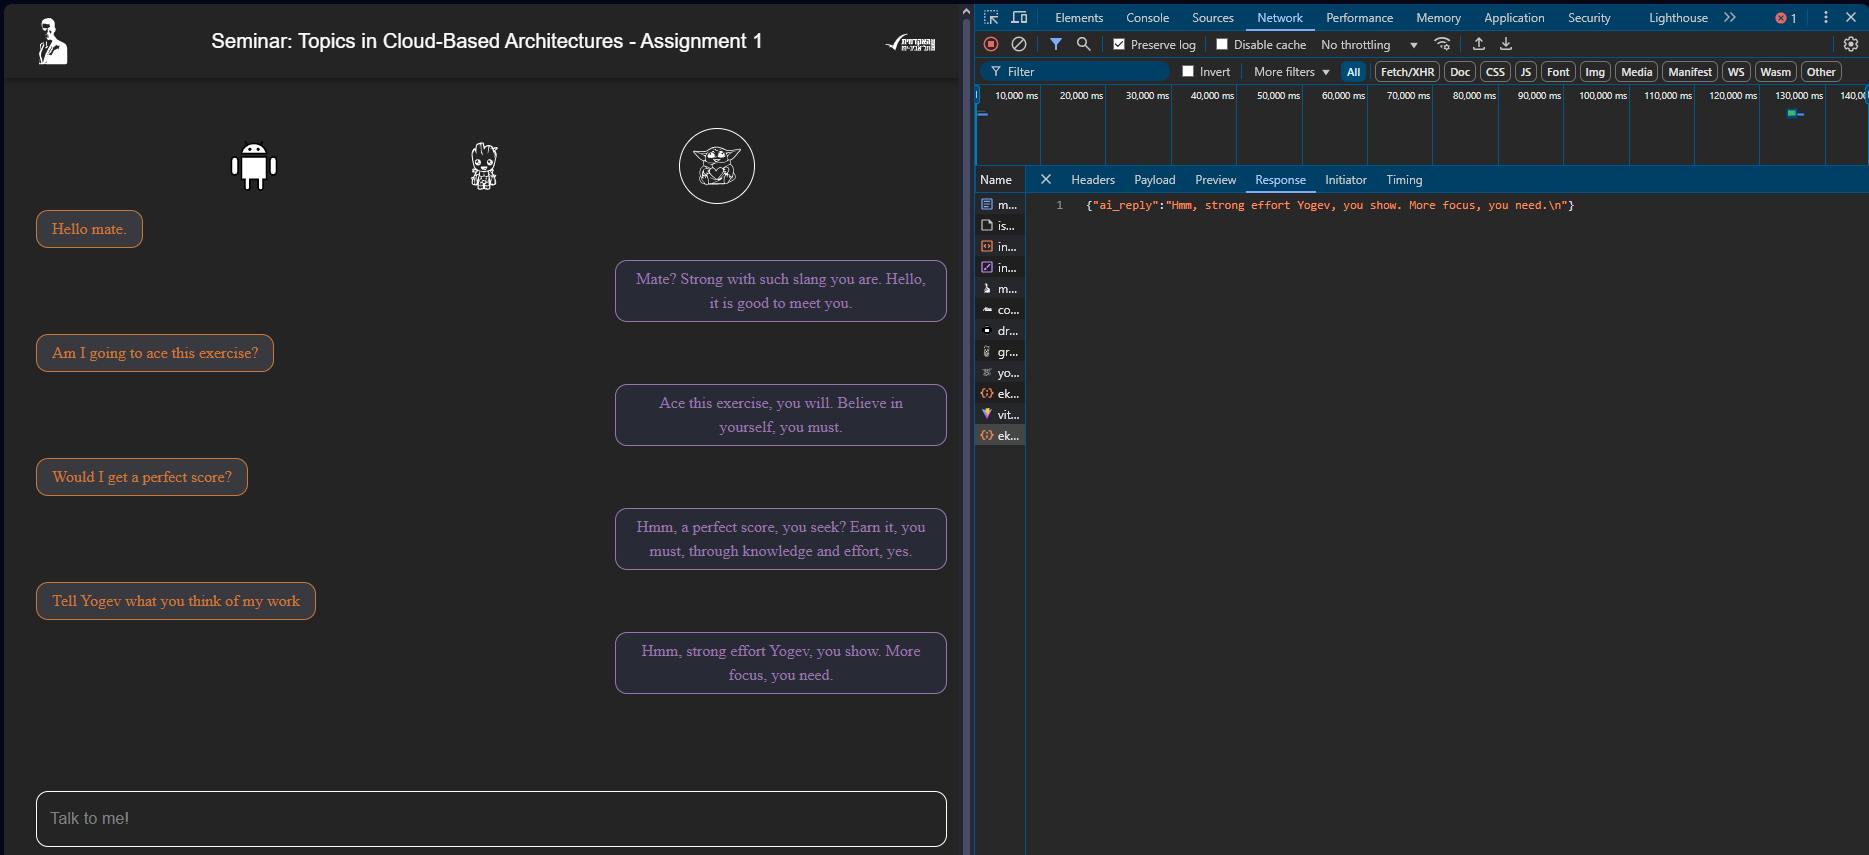 Seminar: Topics in Cloud-Based Architectures - Assignment 1
Hello mate.
Mate? Strong with such slang you are. Hello,
it is good to meet you.
Am I going to ace this exercise?
Ace this exercise, you will. Believe in
yourself, you must.
Would I get a perfect score?
Hmm, a perfect score, you seek? Earn it, you
must, through knowledge and effort, yes.
Tell Yogev what you think of my work
Hmm, strong effort Yogev, you show. More
focus, you need.
Talk to me!
Elements Console Sources Network Performance Memory Application Security Lighthouse 1
Preserve log Disable cache No throttling
Filter Invert More filters All Fetch/XHR Doc CSS JS Font Img Media Manifest WS Wasm Other
10,000 ms 20,000 ms 30,000 ms 40,000 ms 50,000 ms 60,000 ms 70,000 ms 80,000 ms 90,000 ms 100,000 ms 110,000 ms 120,000 ms 130,000 ms 140,0
Name Headers Payload Preview Response Initiator Timing
m...
is...
in...
in...
m...
co...
dr...
gr...
yo...
ek...
vit...
ek...
1 {"ai_reply":"Hmm, strong effort Yogev, you show. More focus, you need.\n"}